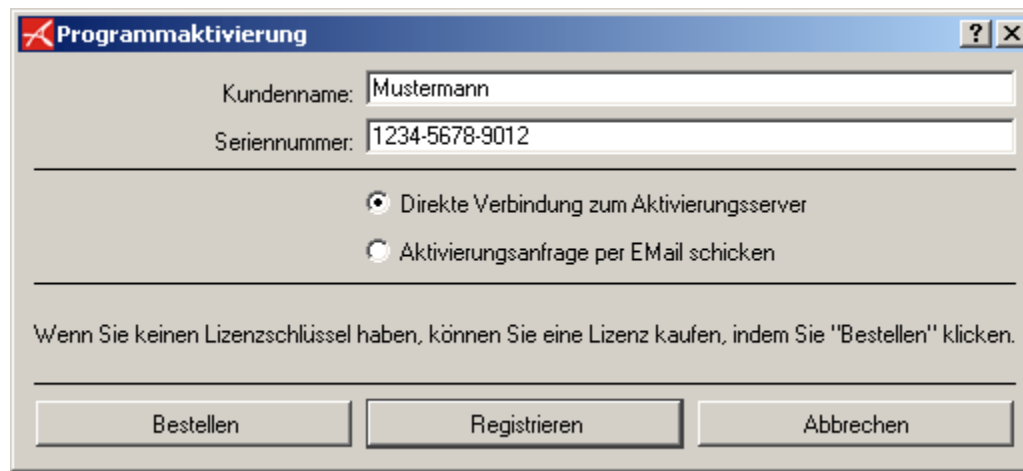 Programmaktivierung
Kundenname: Mustermann
Seriennummer: 1234-5678-9012
Direkte Verbindung zum Aktivierungsserver
Aktivierungsanfrage per EMail schicken
Wenn Sie keinen Lizenzschlüssel haben, können Sie eine Lizenz kaufen, indem Sie "Bestellen" klicken.
Bestellen Registrieren Abbrechen